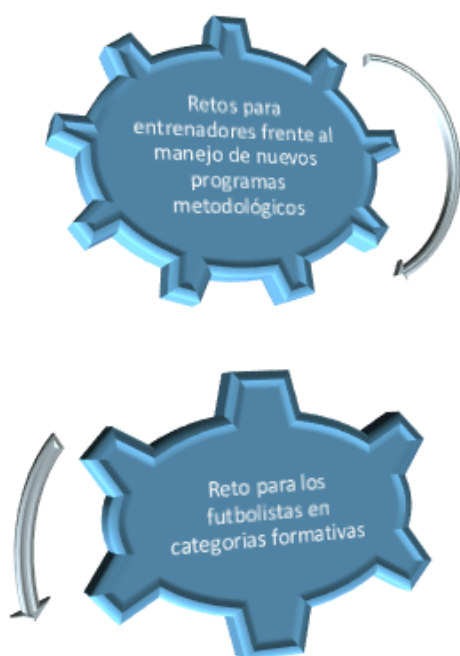 Retos para
entrenadores frente al
manejo de nuevos
programas
metodológicos
Reto para los
futbolistas en
categorias formativas